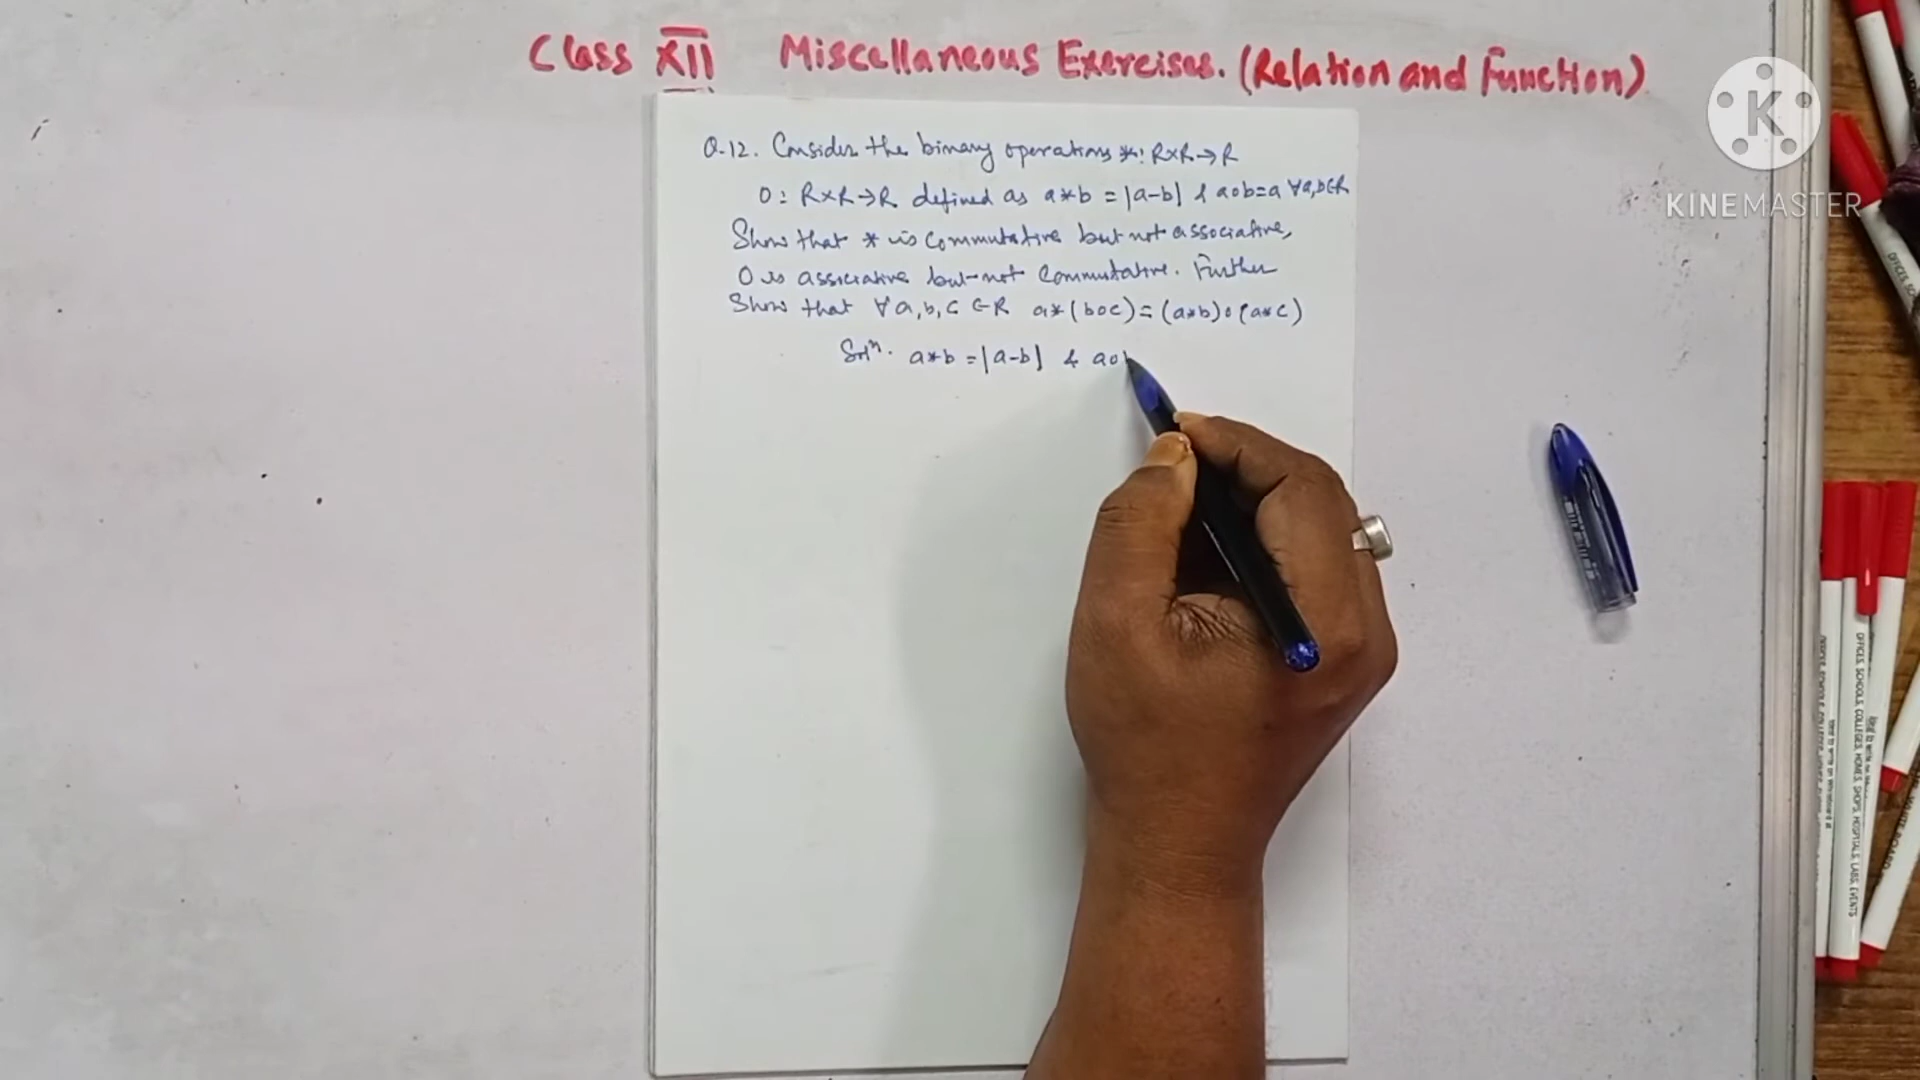 Class XII Miscellaneous Exercises. (Relation and Function)
K
KINEMASTER
Q.12. Consider the binary operations *: R×R→R
O: R×R→R defined as a*b = |a-b| & aob=a ∀a,b∈R
Show that * is commutative but not associative,
O is associative but not commutative. Further
Show that ∀ a,b,c ∈ R a*(boc) = (a*b)o(a*c)
Solⁿ. a*b = |a-b| & ao